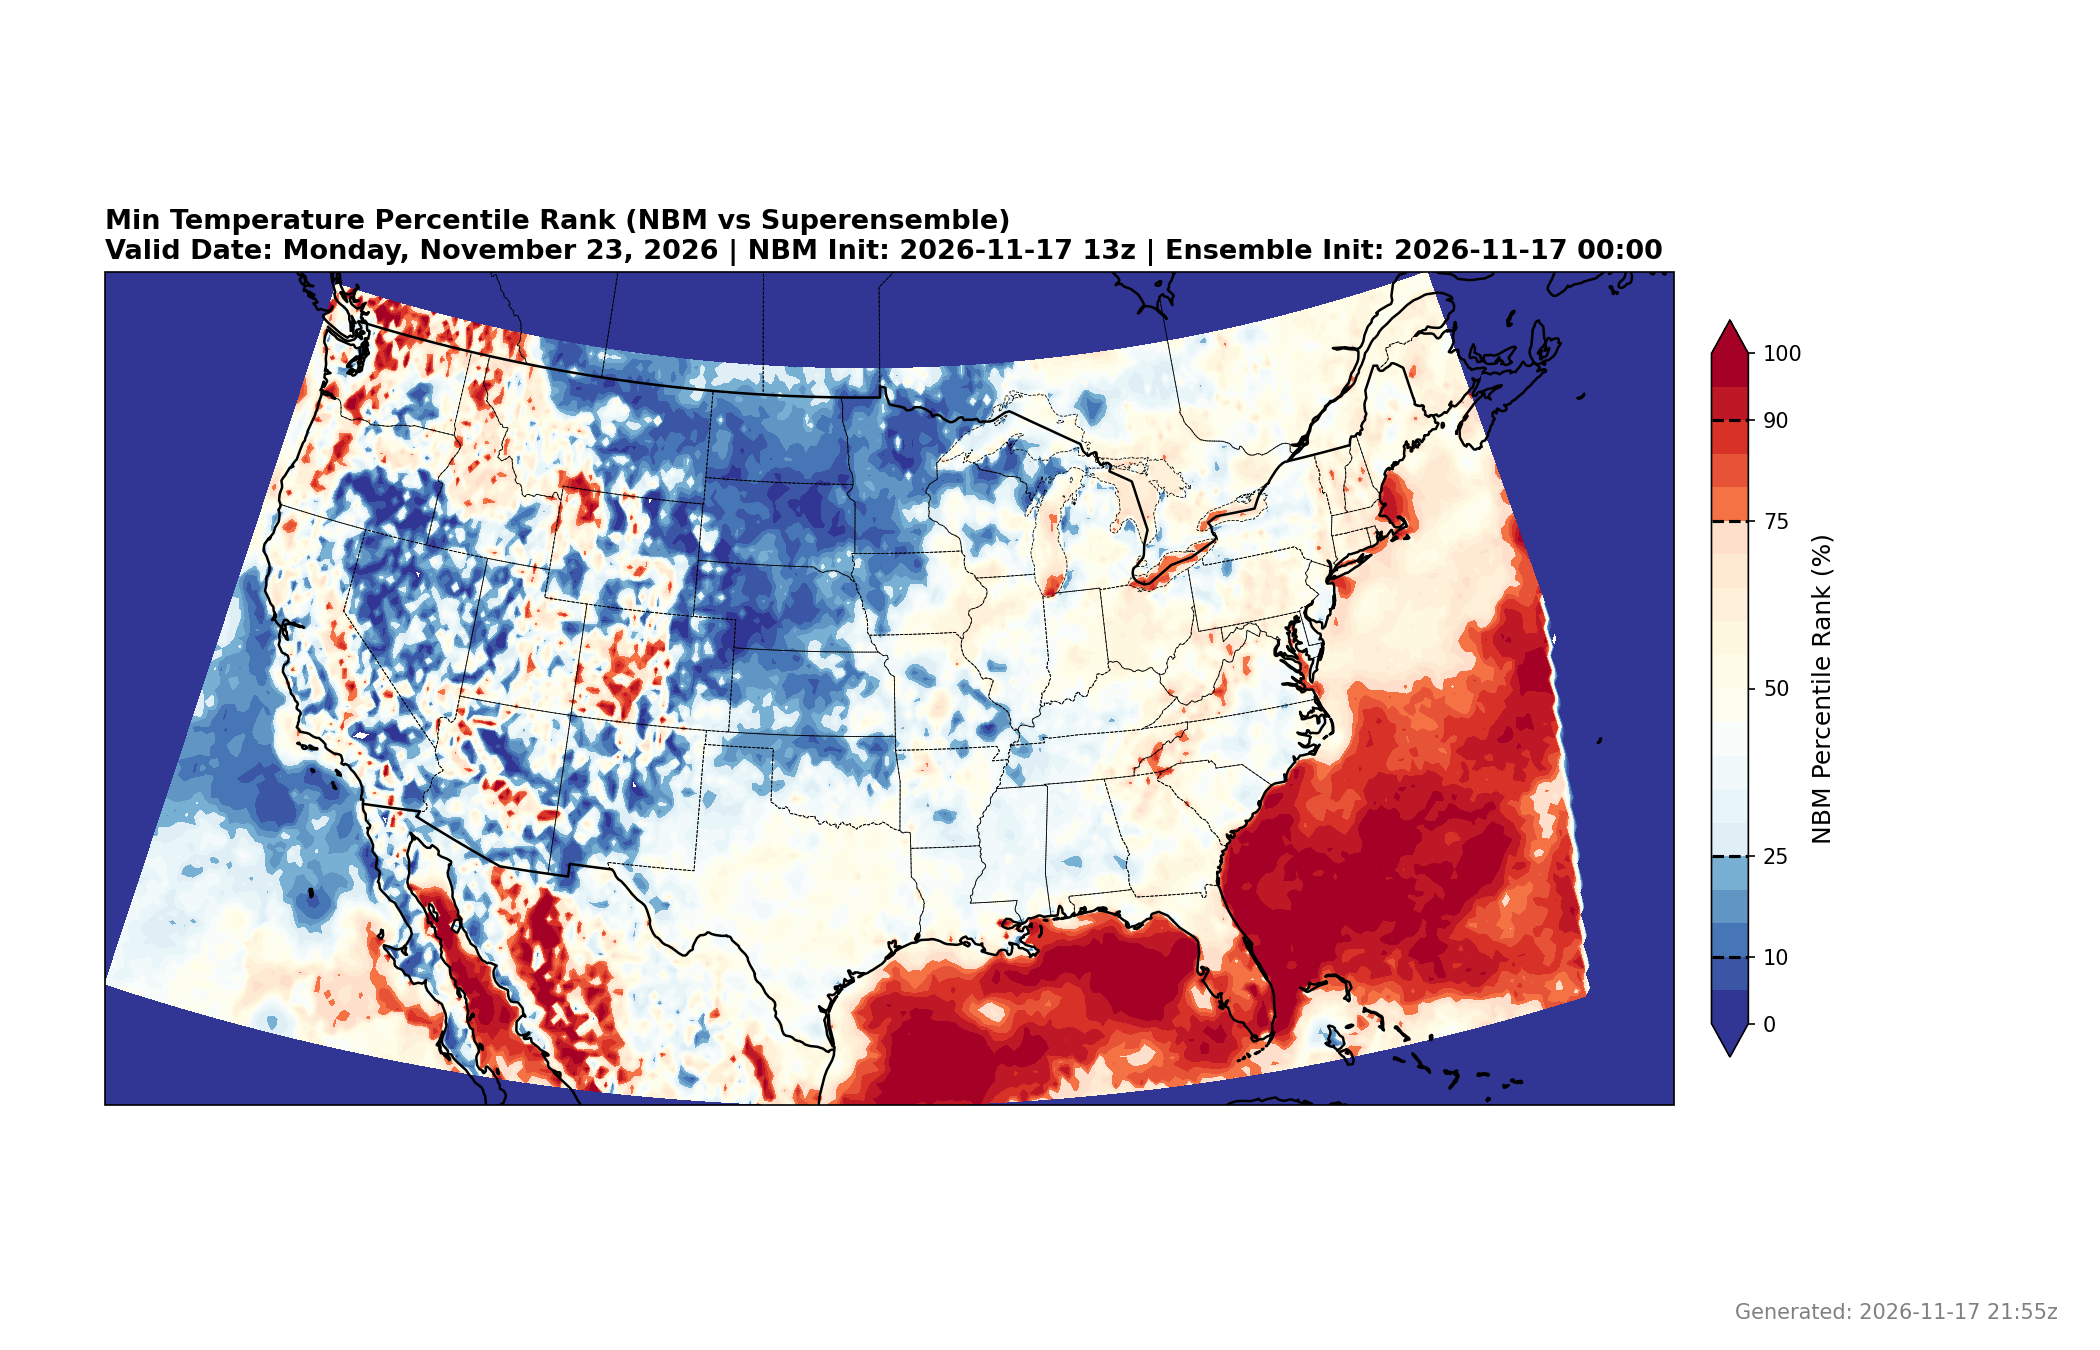 Min Temperature Percentile Rank (NBM vs Superensemble)
Valid Date: Monday, November 23, 2026 | NBM Init: 2026-11-17 13z | Ensemble Init: 2026-11-17 00:00
100
90
75
50
25
10
0
NBM Percentile Rank (%)
Generated: 2026-11-17 21:55z